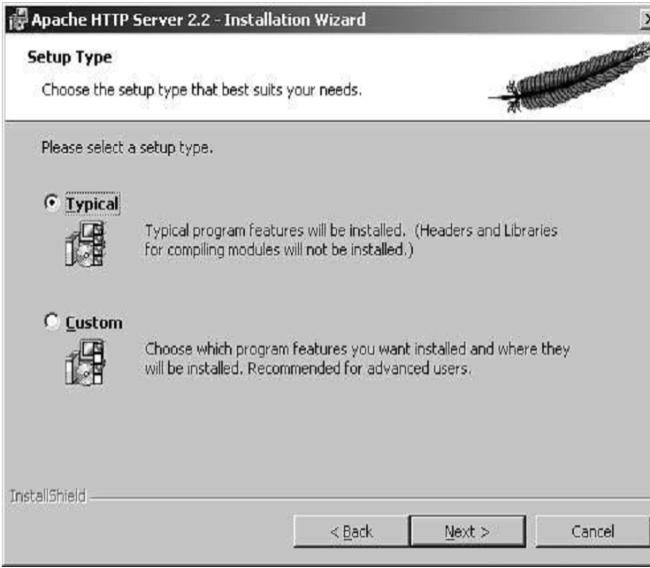 Apache HTTP Server 2.2 - Installation Wizard
Setup Type
Choose the setup type that best suits your needs.
Please select a setup type.
Typical
Typical program features will be installed. (Headers and Libraries
for compiling modules will not be installed.)
Custom
Choose which program features you want installed and where they
will be installed. Recommended for advanced users.
InstallShield
< Back
Next >
Cancel